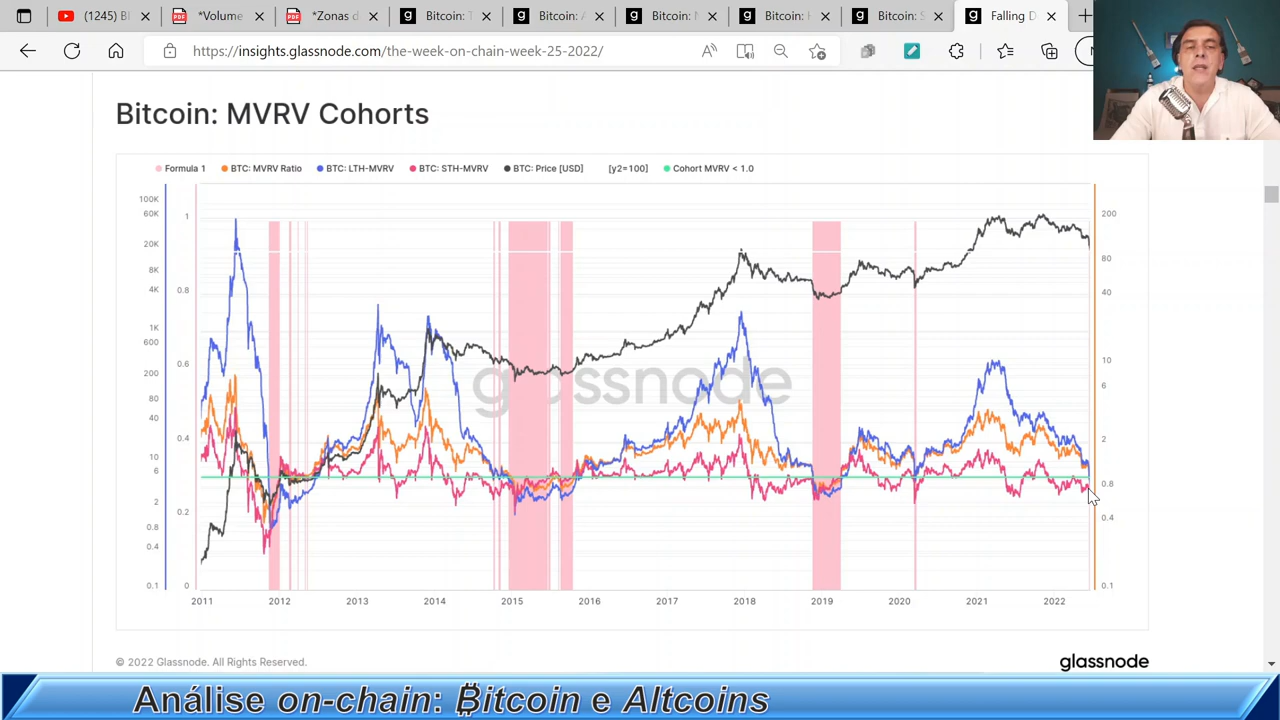 (1245) Bl
*Volume
*Zonas d
Bitcoin: T
Bitcoin: A
Bitcoin: M
Bitcoin: S
Falling D
https://insights.glassnode.com/the-week-on-chain-week-25-2022/
Bitcoin: MVRV Cohorts
Formula 1 BTC: MVRV Ratio BTC: LTH-MVRV BTC: STH-MVRV BTC: Price [USD] [y2=100] Cohort MVRV < 1.0
100K
60K
20K
8K
4K
1K
600
200
80
40
10
6
2
0.8
0.4
0.1
1
0.8
0.6
0.4
0.2
0
200
80
40
10
6
2
0.8
0.4
0.1
glassnode
2011 2012 2013 2014 2015 2016 2017 2018 2019 2020 2021 2022
© 2022 Glassnode. All Rights Reserved.
glassnode
Análise on-chain: ₿itcoin e Altcoins